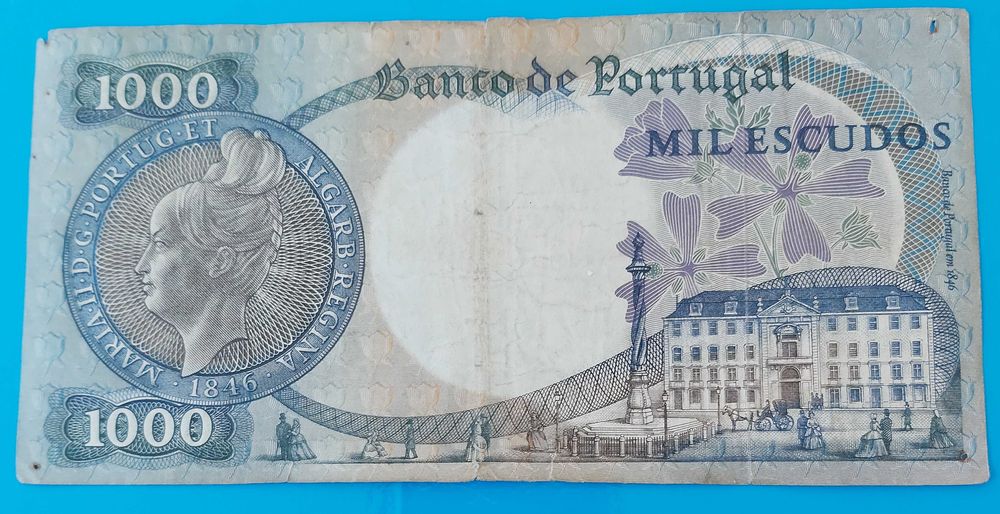 1000
Banco de Portugal
MIL ESCUDOS
MARIA·II·D·G·PORTUG·ET·ALGARB·REGINA
·1846·
Banco de Portugal em 1846
1000